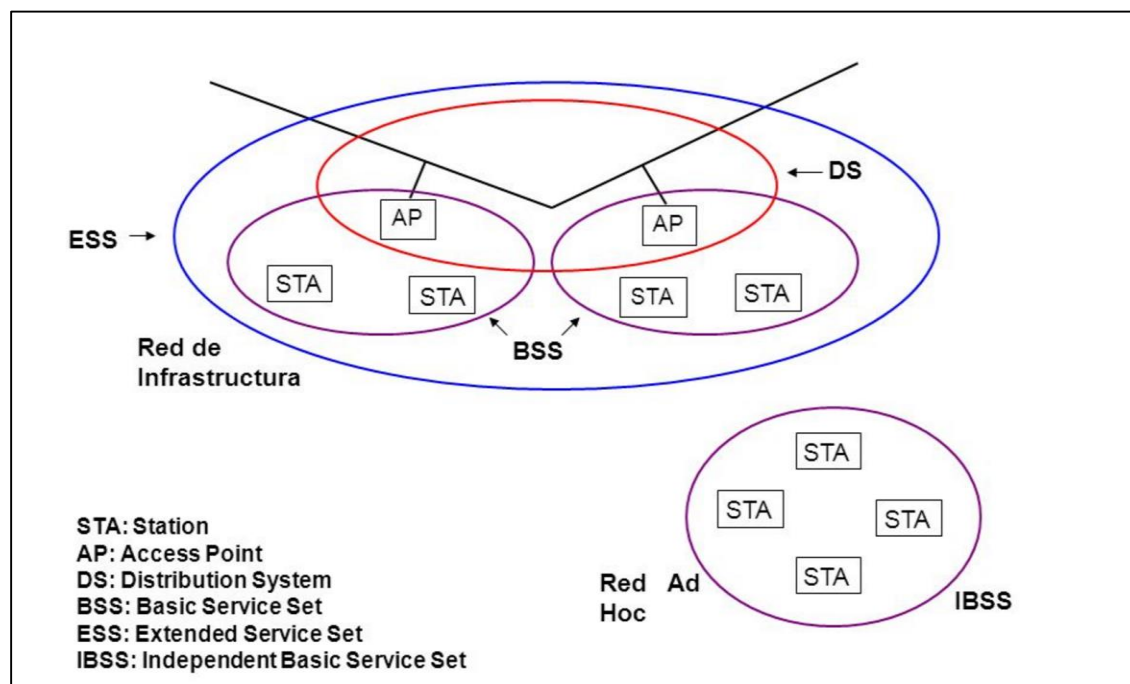 DS
AP
AP
ESS
STA
STA
STA
STA
BSS
Red de
Infrastructura
STA
STA
STA
STA
Red Ad
Hoc
IBSS
STA: Station
AP: Access Point
DS: Distribution System
BSS: Basic Service Set
ESS: Extended Service Set
IBSS: Independent Basic Service Set